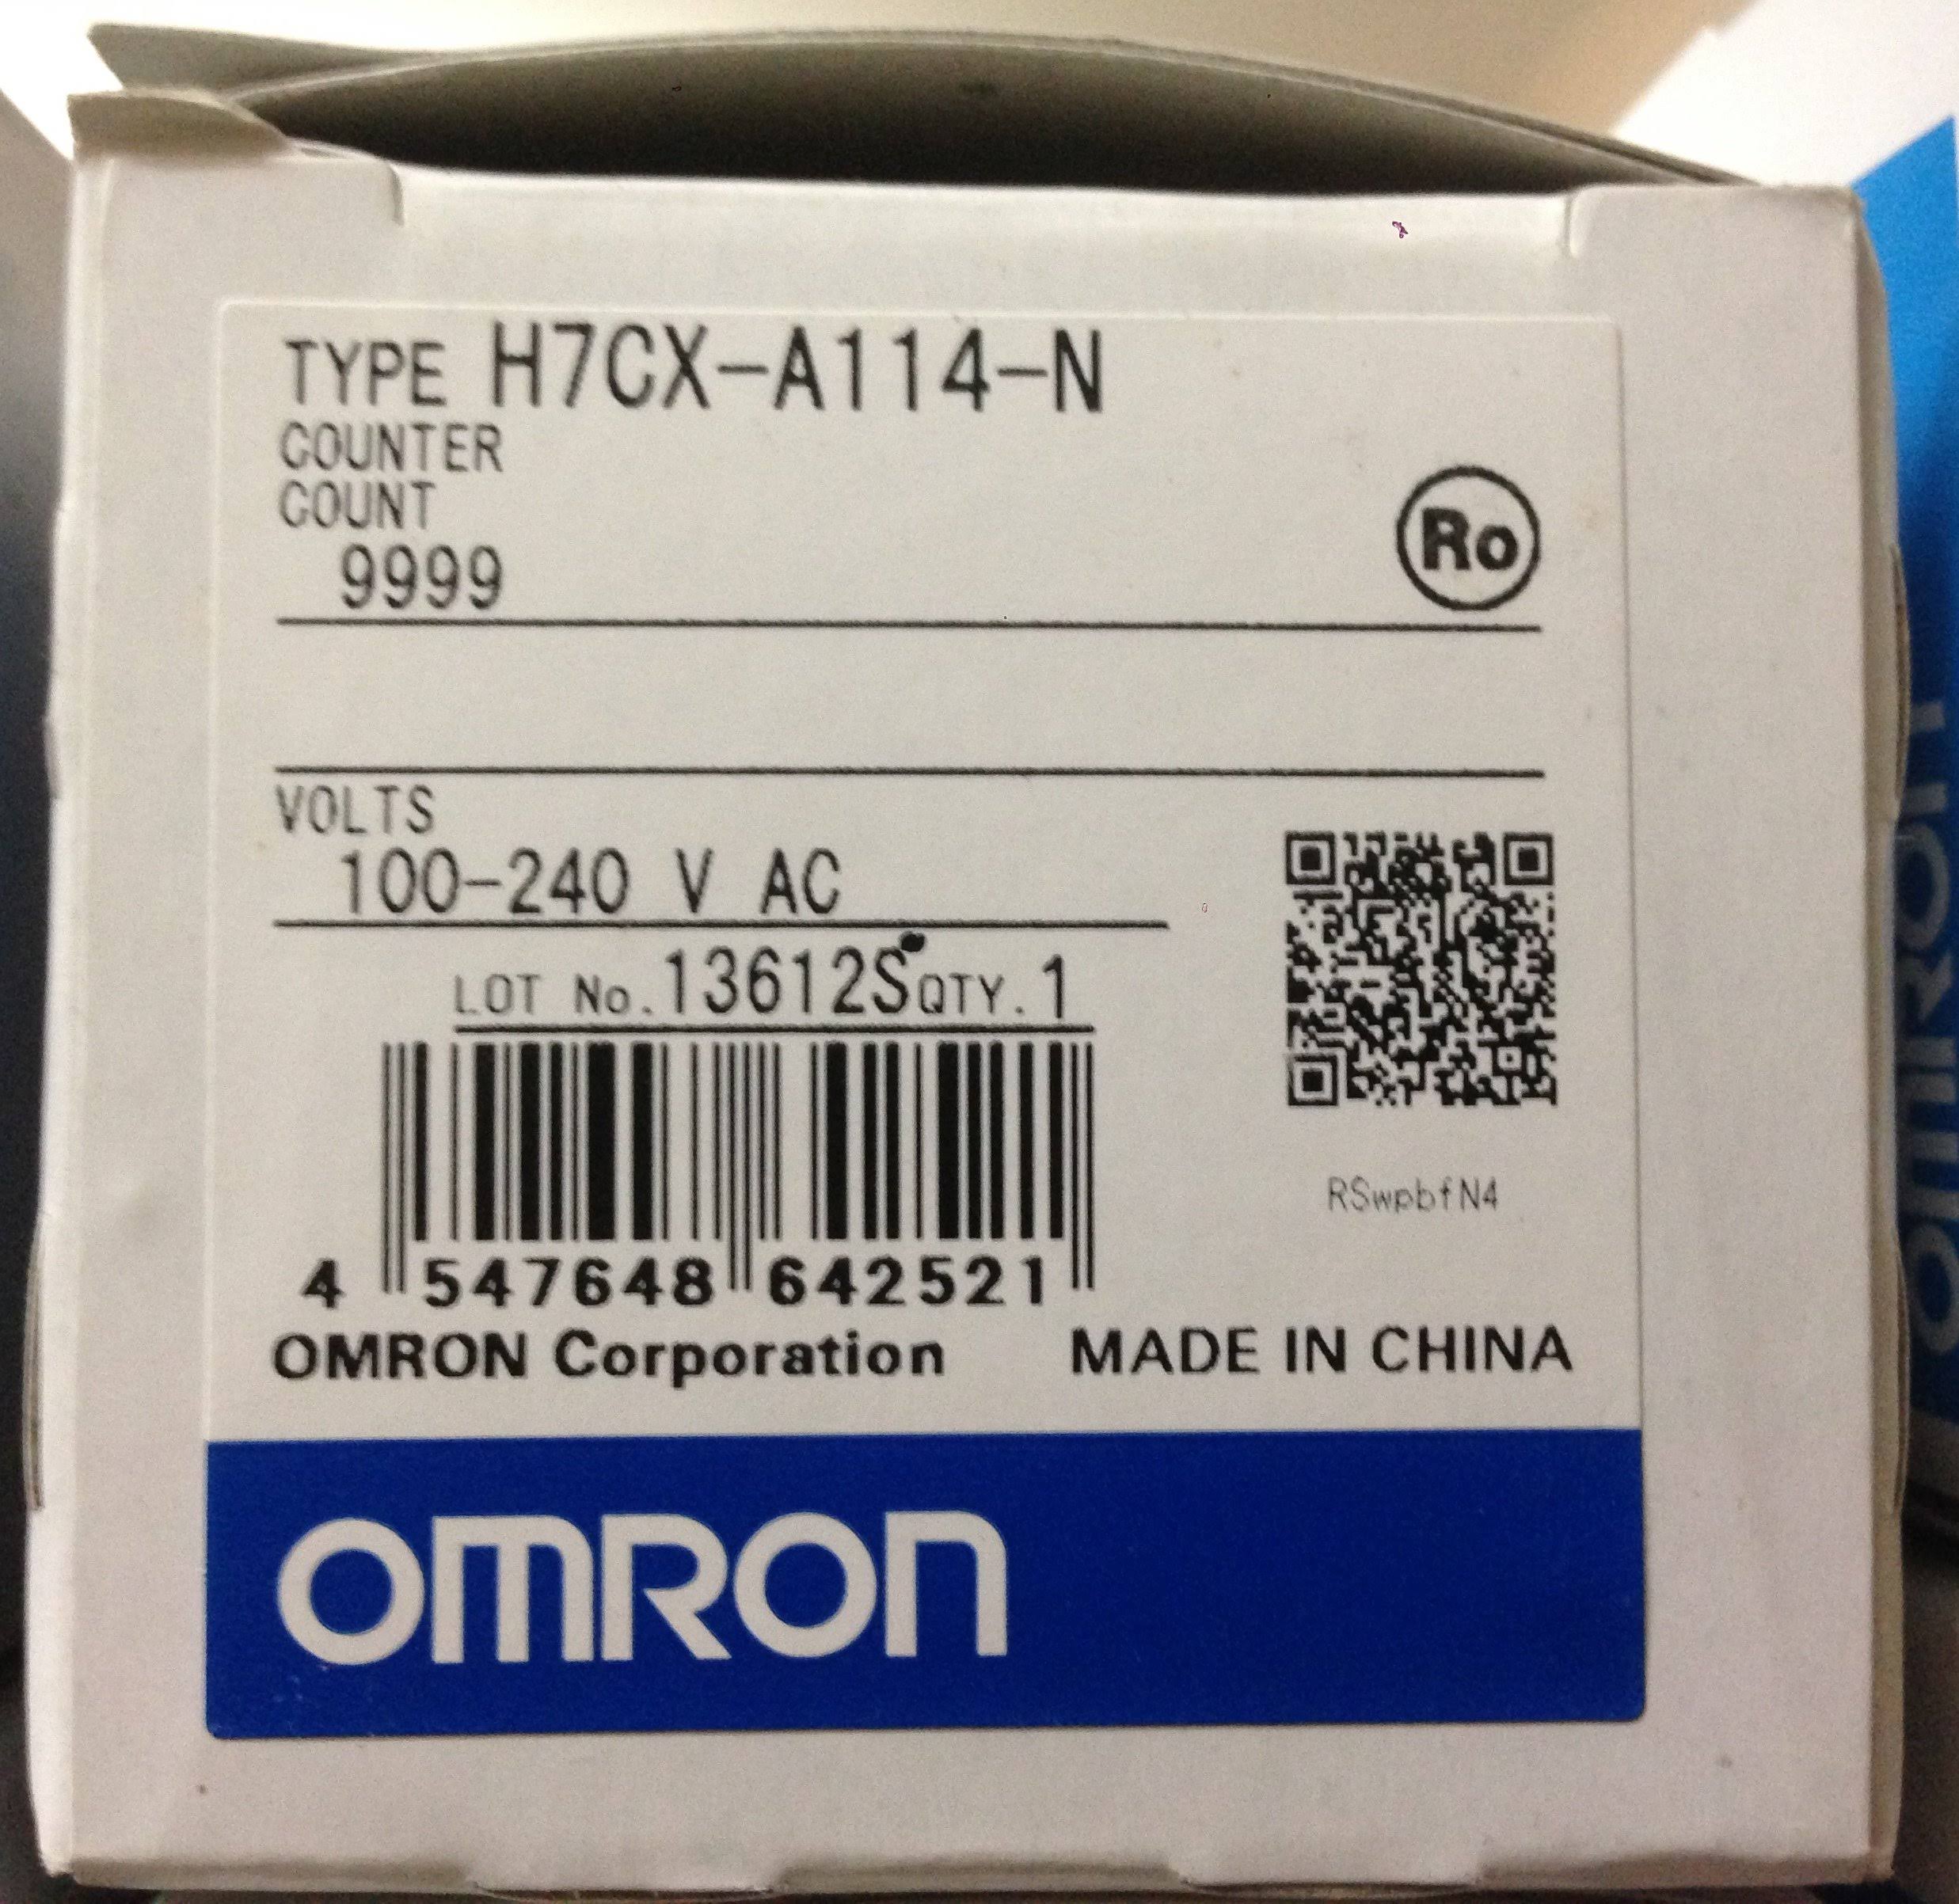 TYPE H7CX-A114-N
COUNTER
COUNT
9999
Ro
VOLTS
100-240 V AC
LOT No.13612S QTY.1
RSwpbfN4
4 547648 642521
OMRON Corporation MADE IN CHINA
OMRON
OMRON